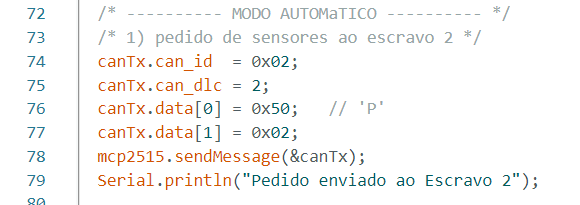 72 /* ---------- MODO AUTOMaTICO ---------- */
73 /* 1) pedido de sensores ao escravo 2 */
74 canTx.can_id  = 0x02;
75 canTx.can_dlc = 2;
76 canTx.data[0] = 0x50;   // 'P'
77 canTx.data[1] = 0x02;
78 mcp2515.sendMessage(&canTx);
79 Serial.println("Pedido enviado ao Escravo 2");
80